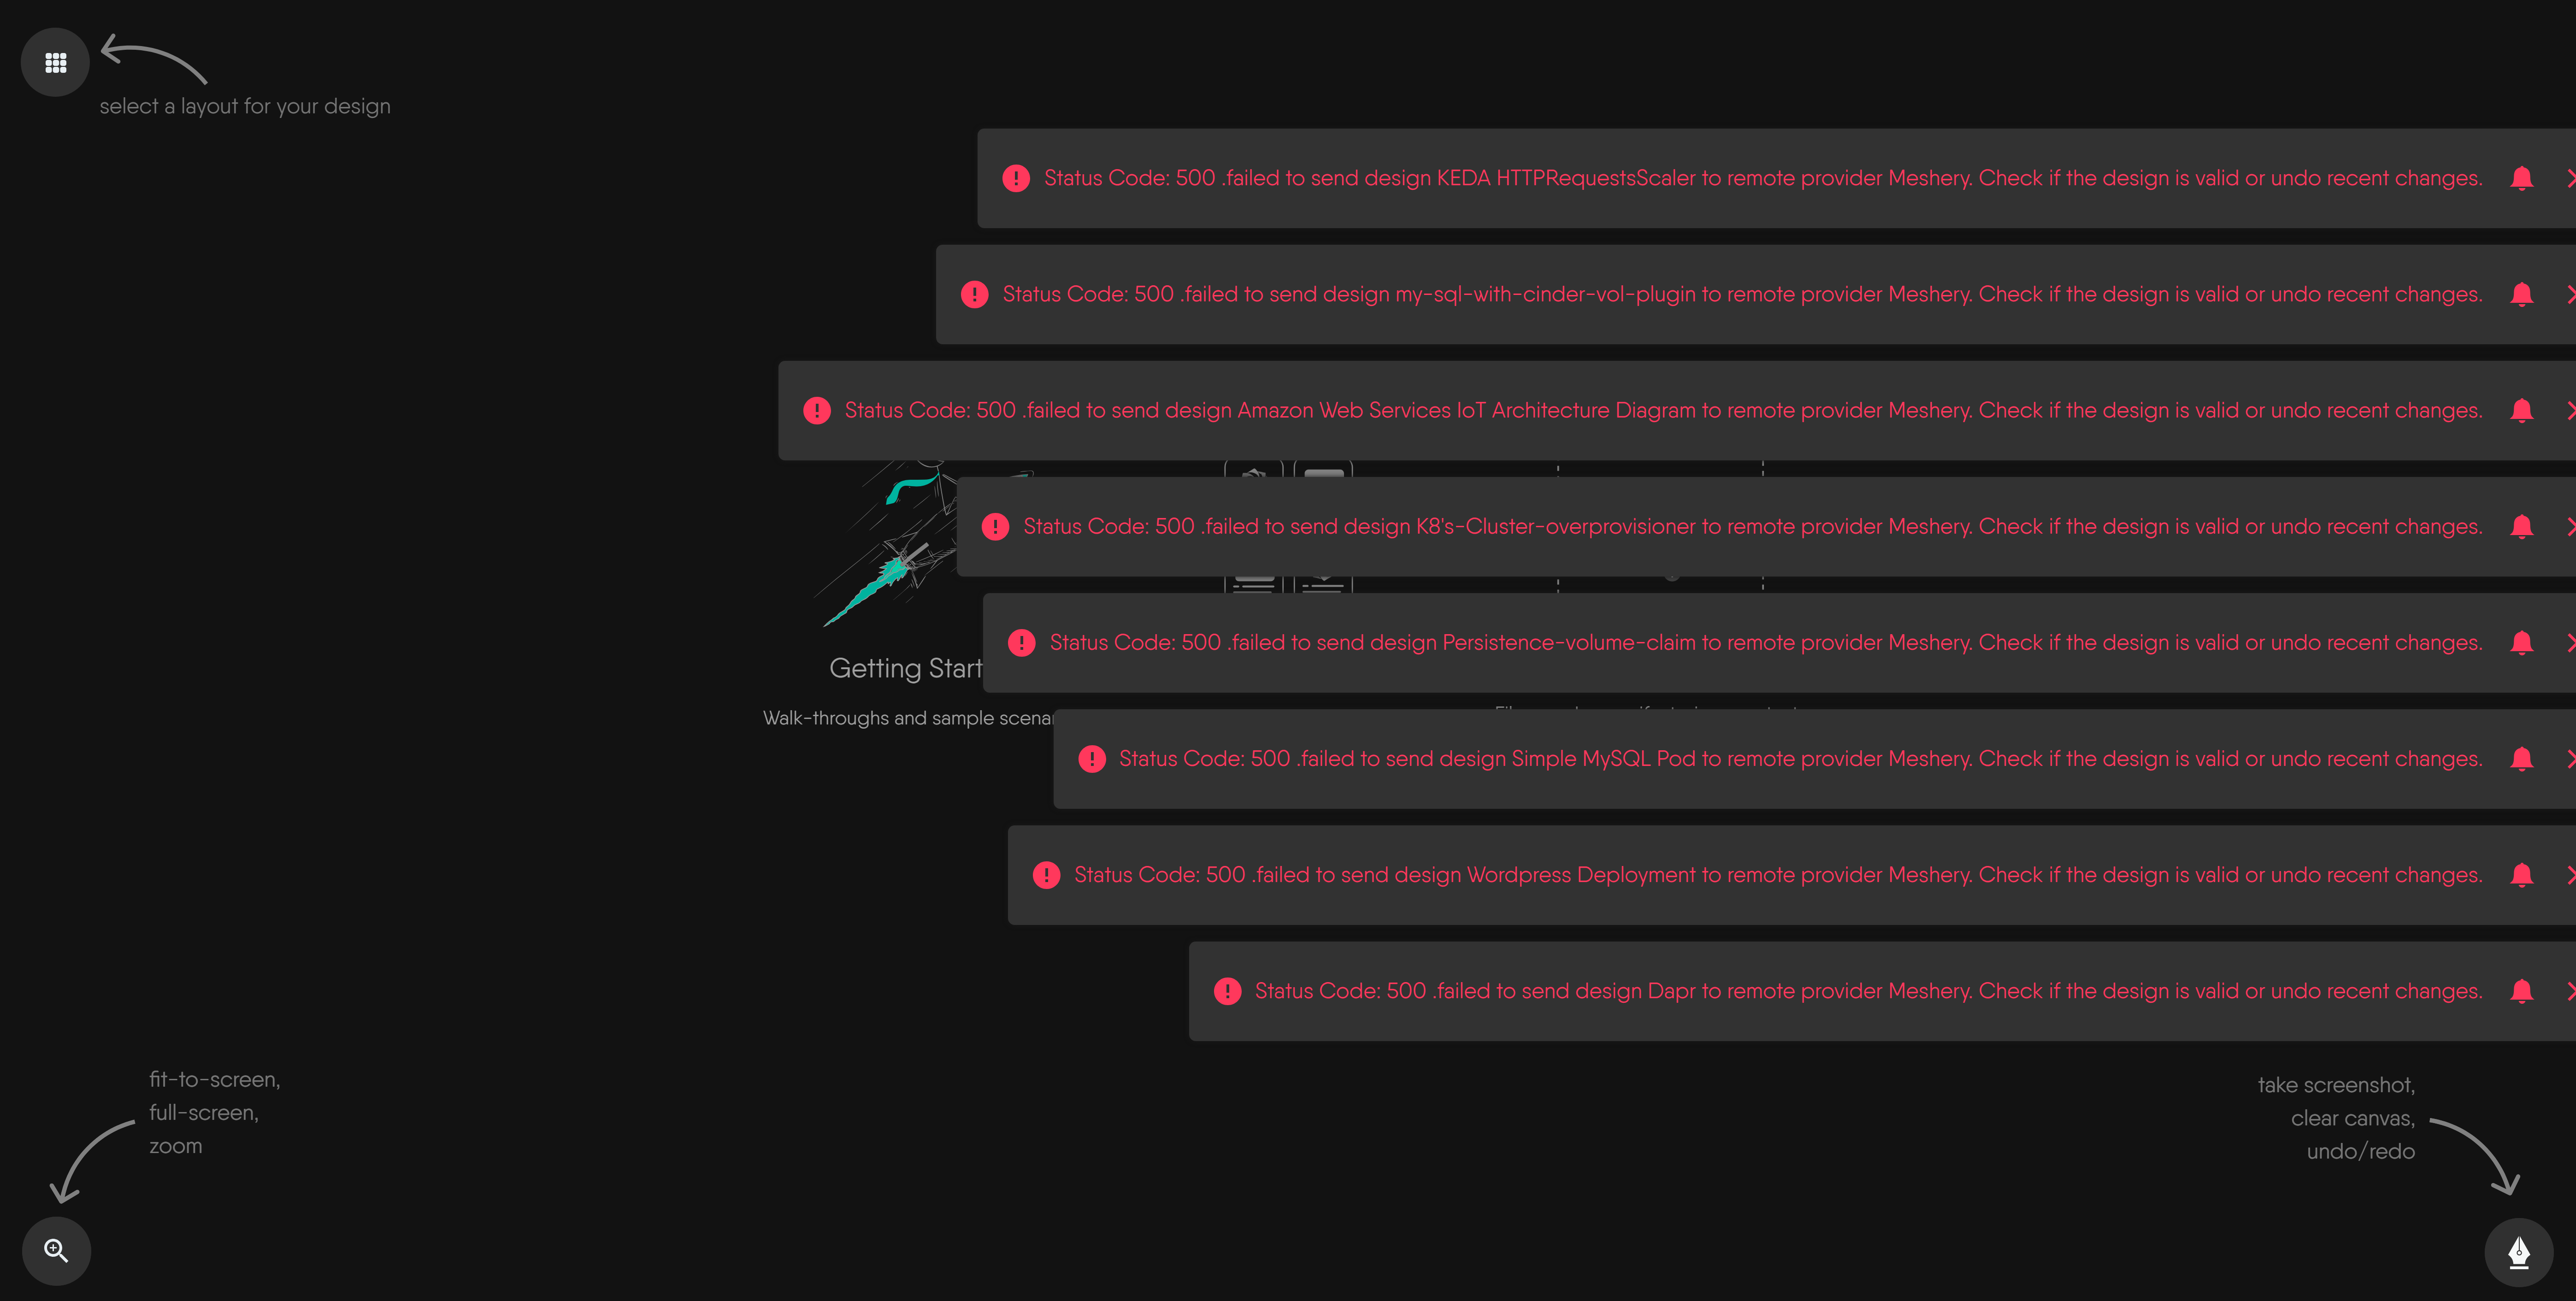 select a layout for your design
Status Code: 500 .failed to send design KEDA HTTPRequestsScaler to remote provider Meshery. Check if the design is valid or undo recent changes.
Status Code: 500 .failed to send design my-sql-with-cinder-vol-plugin to remote provider Meshery. Check if the design is valid or undo recent changes.
Status Code: 500 .failed to send design Amazon Web Services IoT Architecture Diagram to remote provider Meshery. Check if the design is valid or undo recent changes.
Status Code: 500 .failed to send design K8's-Cluster-overprovisioner to remote provider Meshery. Check if the design is valid or undo recent changes.
Status Code: 500 .failed to send design Persistence-volume-claim to remote provider Meshery. Check if the design is valid or undo recent changes.
Getting Start
Walk-throughs and sample scenar
Status Code: 500 .failed to send design Simple MySQL Pod to remote provider Meshery. Check if the design is valid or undo recent changes.
Status Code: 500 .failed to send design Wordpress Deployment to remote provider Meshery. Check if the design is valid or undo recent changes.
Status Code: 500 .failed to send design Dapr to remote provider Meshery. Check if the design is valid or undo recent changes.
fit-to-screen,
full-screen,
zoom
take screenshot,
clear canvas,
undo/redo